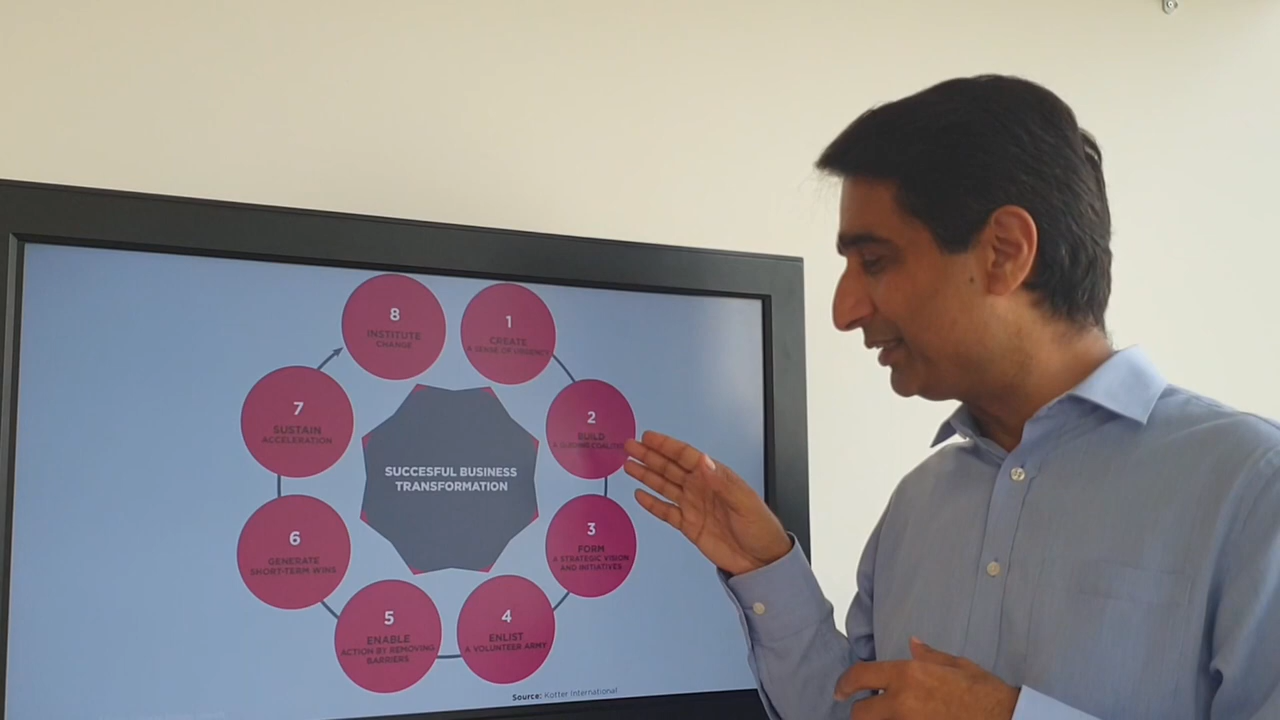 SUCCESFUL BUSINESS
TRANSFORMATION
1
CREATE
A SENSE OF URGENCY
2
BUILD
A GUIDING COALITION
3
FORM
A STRATEGIC VISION
AND INITIATIVES
4
ENLIST
A VOLUNTEER ARMY
5
ENABLE
ACTION BY REMOVING
BARRIERS
6
GENERATE
SHORT-TERM WINS
7
SUSTAIN
ACCELERATION
8
INSTITUTE
CHANGE
Source: Kotter International